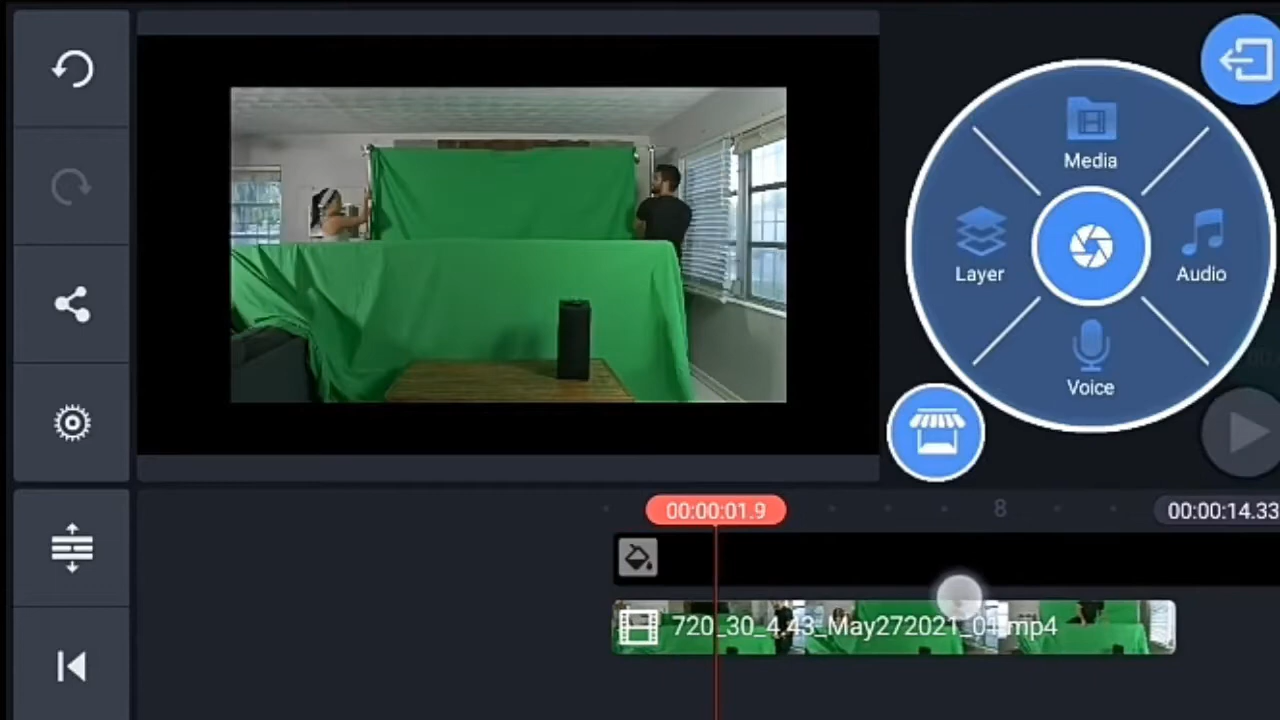 Media
Layer
Audio
Voice
00:00:01.9
8
00:00:14.33
720_30_4.43_May272021_01.mp4